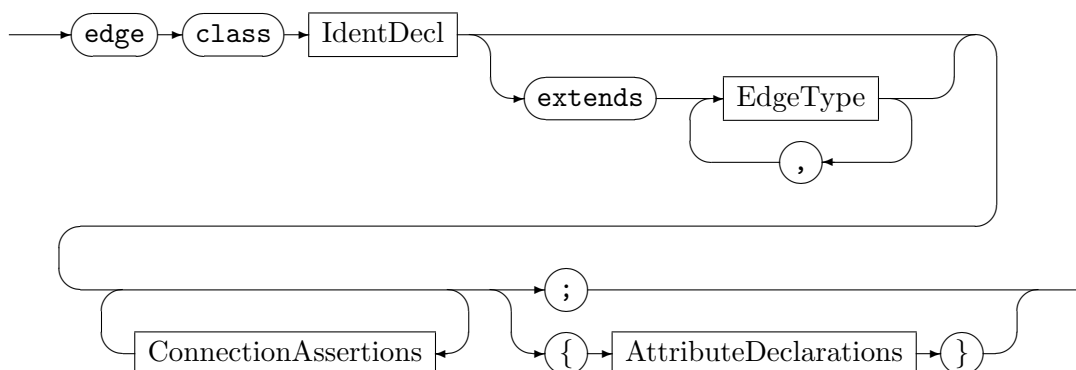 edge class IdentDecl
extends EdgeType
,
;
ConnectionAssertions { AttributeDeclarations }